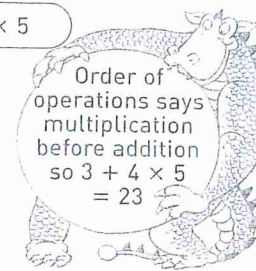 × 5
Order of
operations says
multiplication
before addition
so 3 + 4 × 5
= 23